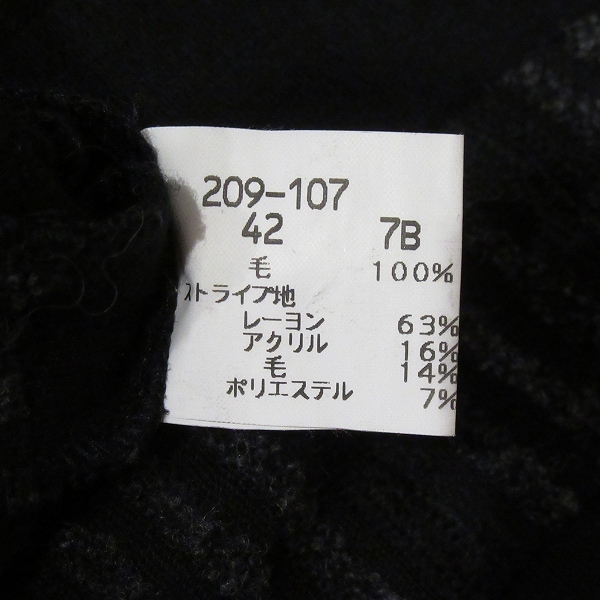 209-107
42 7B
毛 100%
ストライプ地
レーヨン 63%
アクリル 16%
毛 14%
ポリエステル 7%